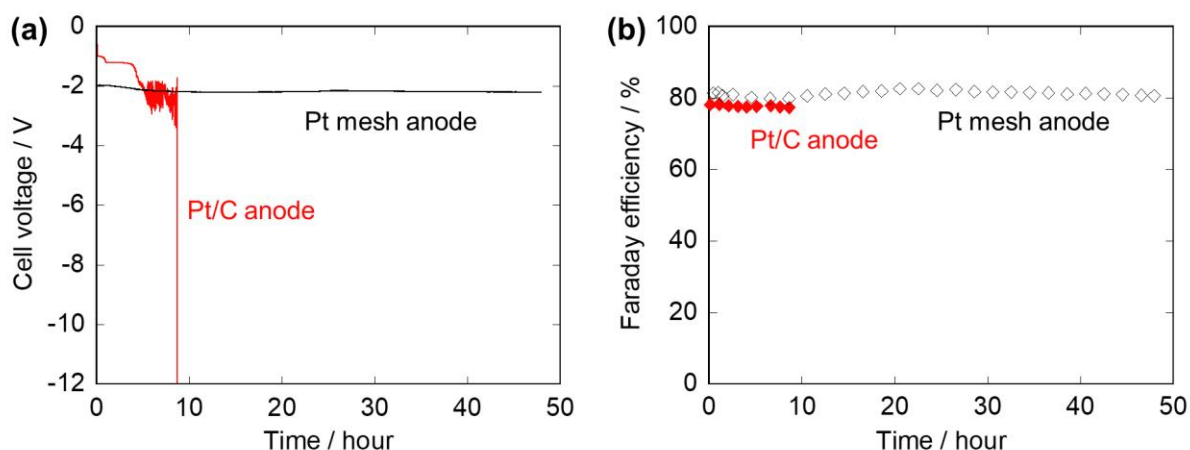 (a)
Cell voltage / V
0
-2
-4
-6
-8
-10
-12
Pt mesh anode
Pt/C anode
0
10
20
30
40
50
Time / hour
(b)
Faraday efficiency / %
100
80
60
40
20
0
Pt mesh anode
Pt/C anode
0
10
20
30
40
50
Time / hour